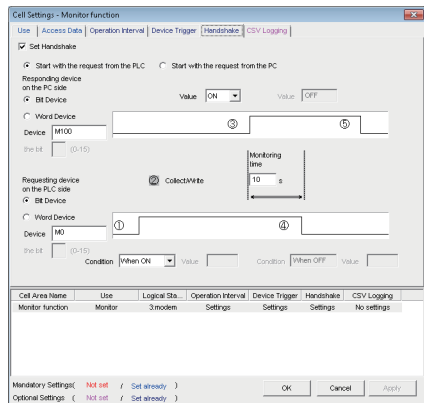 Cell Settings - Monitor function
Use Access Data Operation Interval Device Trigger Handshake CSV Logging
Set Handshake
Start with the request from the PLC Start with the request from the PC
Responding device
on the PC side
Bit Device Value ON Value OFF
Word Device
Device M100 ③ ⑤
the bit (0-15)
Monitoring
time
Requesting device
on the PLC side
② Collect/Write 10 s
Bit Device
Word Device
Device M0 ① ④
the bit (0-15)
Condition When ON Value Condition When OFF Value
Cell Area Name Use Logical Sta... Operation Interval Device Trigger Handshake CSV Logging
Monitor function Monitor 3:modem Settings Settings Settings No settings
Mandatory Settings( Not set / Set already )
Optional Settings ( Not set / Set already )
OK Cancel Apply